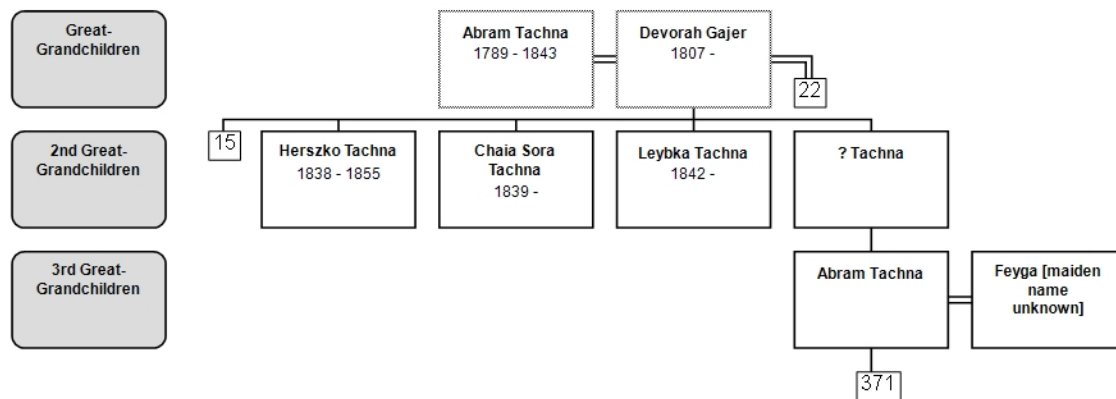 Great-
Grandchildren
Abram Tachna
1789 - 1843
Devorah Gajer
1807 -
22
2nd Great-
Grandchildren
15
Herszko Tachna
1838 - 1855
Chaia Sora
Tachna
1839 -
Leybka Tachna
1842 -
? Tachna
3rd Great-
Grandchildren
Abram Tachna
Feyga [maiden
name
unknown]
371